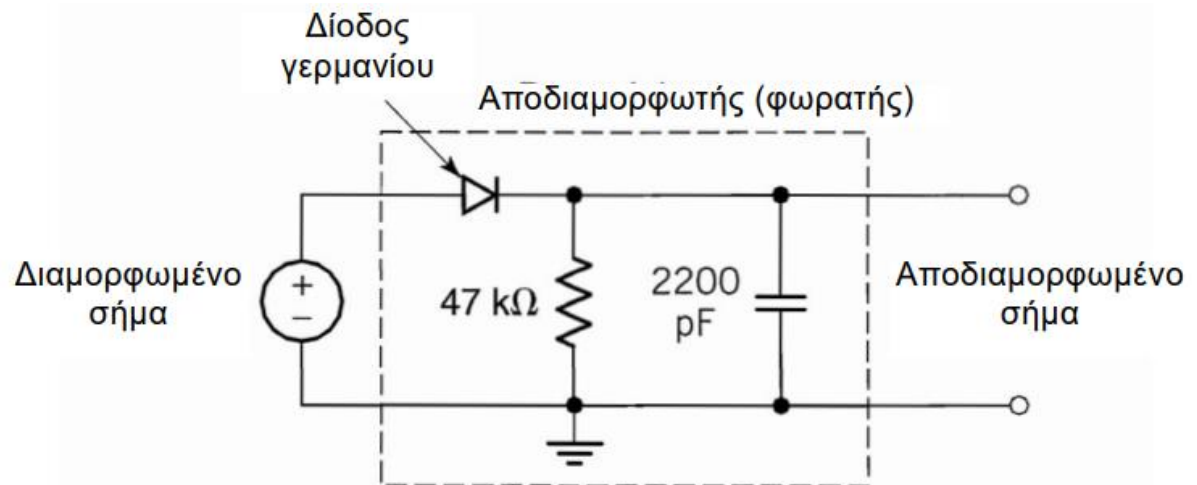 Δίοδος
γερμανίου
Αποδιαμορφωτής (φωρατής)
Διαμορφωμένο
σήμα
+
−
47 kΩ
2200
pF
Αποδιαμορφωμένο
σήμα